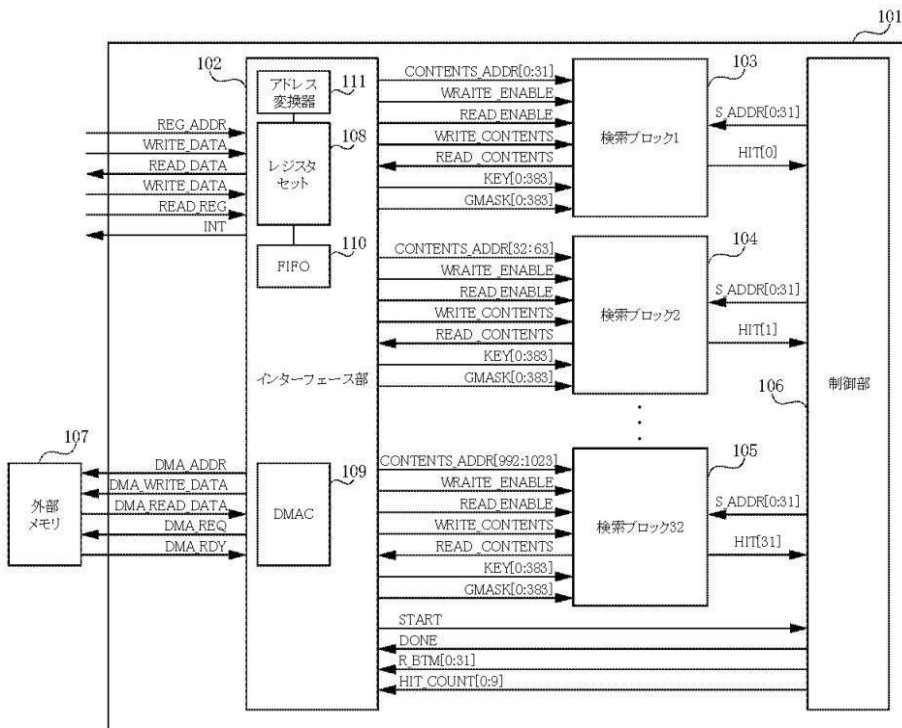 101
102
アドレス
変換器
111
REG_ADDR
WRITE_DATA
READ_DATA
WRITE_DATA
READ_REG
INT
レジスタ
セット
108
FIFO
110
CONTENTS_ADDR[0:31]
WRAITE_ENABLE
READ_ENABLE
WRITE_CONTENTS
READ_CONTENTS
KEY[0:383]
GMASK[0:383]
103
検索ブロック1
S_ADDR[0:31]
HIT[0]
CONTENTS_ADDR[32:63]
WRAITE_ENABLE
READ_ENABLE
WRITE_CONTENTS
READ_CONTENTS
KEY[0:383]
GMASK[0:383]
104
検索ブロック2
S_ADDR[0:31]
HIT[1]
インターフェース部
106
制御部
107
外部
メモリ
DMA_ADDR
DMA_WRITE_DATA
DMA_READ_DATA
DMA_REQ
DMA_RDY
109
DMAC
CONTENTS_ADDR[992:1023]
WRAITE_ENABLE
READ_ENABLE
WRITE_CONTENTS
READ_CONTENTS
KEY[0:383]
GMASK[0:383]
105
検索ブロック32
S_ADDR[0:31]
HIT[31]
START
DONE
R_BTM[0:31]
HIT_COUNT[0:9]